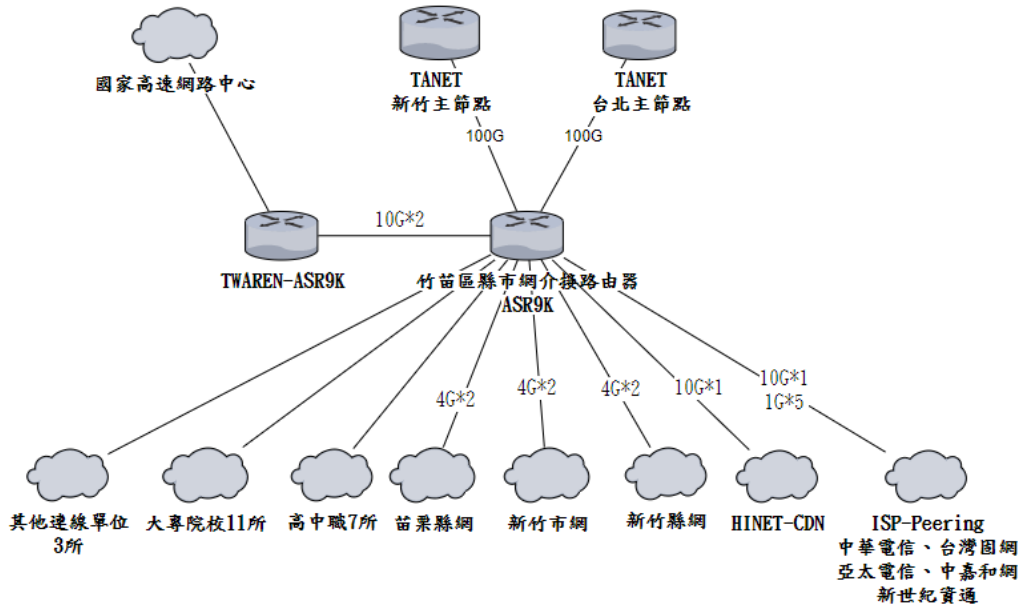 國家高速網路中心
TANET
新竹主節點
TANET
台北主節點
100G
100G
10G*2
TWAREN-ASR9K
竹苗區縣市網介接路由器
ASR9K
4G*2
4G*2
4G*2
10G*1
10G*1
1G*5
其他連線單位
3所
大專院校11所
高中職7所
苗栗縣網
新竹市網
新竹縣網
HINET-CDN
ISP-Peering
中華電信、台灣固網
亞太電信、中嘉和網
新世紀資通